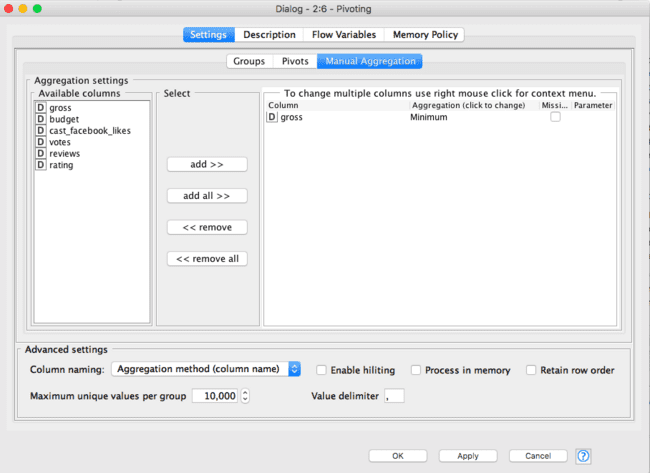 Dialog - 2:6 - Pivoting
Settings Description Flow Variables Memory Policy
Groups Pivots Manual Aggregation
Aggregation settings
Available columns
D gross
D budget
D cast_facebook_likes
D votes
D reviews
D rating
Select
add >>
add all >>
<< remove
<< remove all
To change multiple columns use right mouse click for context menu.
Column Aggregation (click to change) Missi... Parameter
D gross Minimum
Advanced settings
Column naming: Aggregation method (column name) Enable hiliting Process in memory Retain row order
Maximum unique values per group 10,000 Value delimiter ,
OK Apply Cancel ?